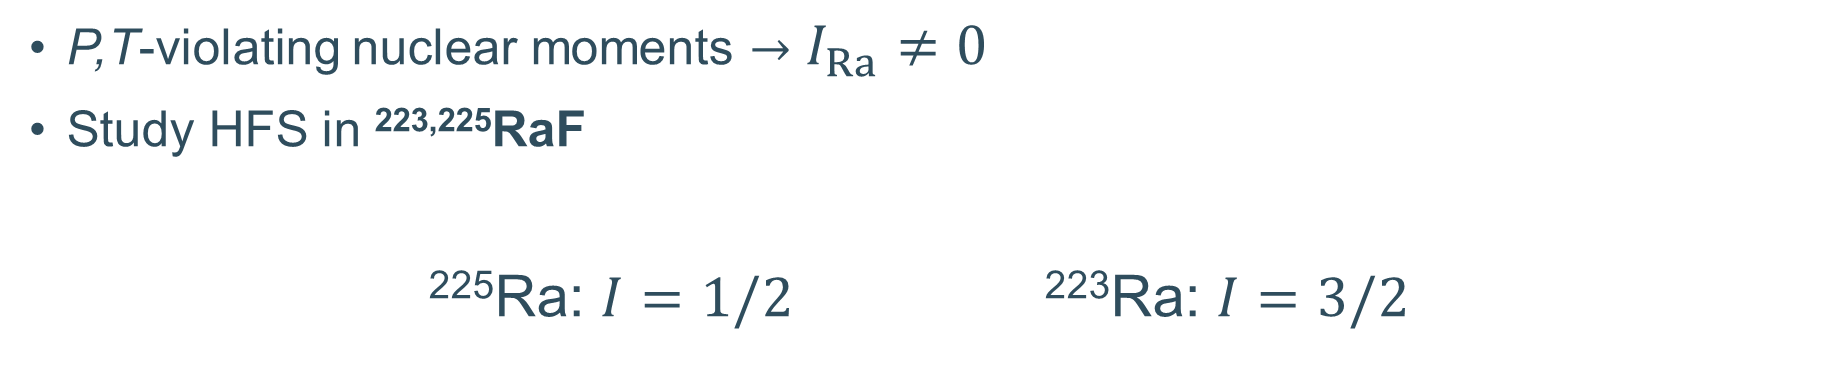 • P,T-violating nuclear moments → I_Ra ≠ 0
• Study HFS in ²²³,²²⁵RaF
²²⁵Ra: I = 1/2 ²²³Ra: I = 3/2